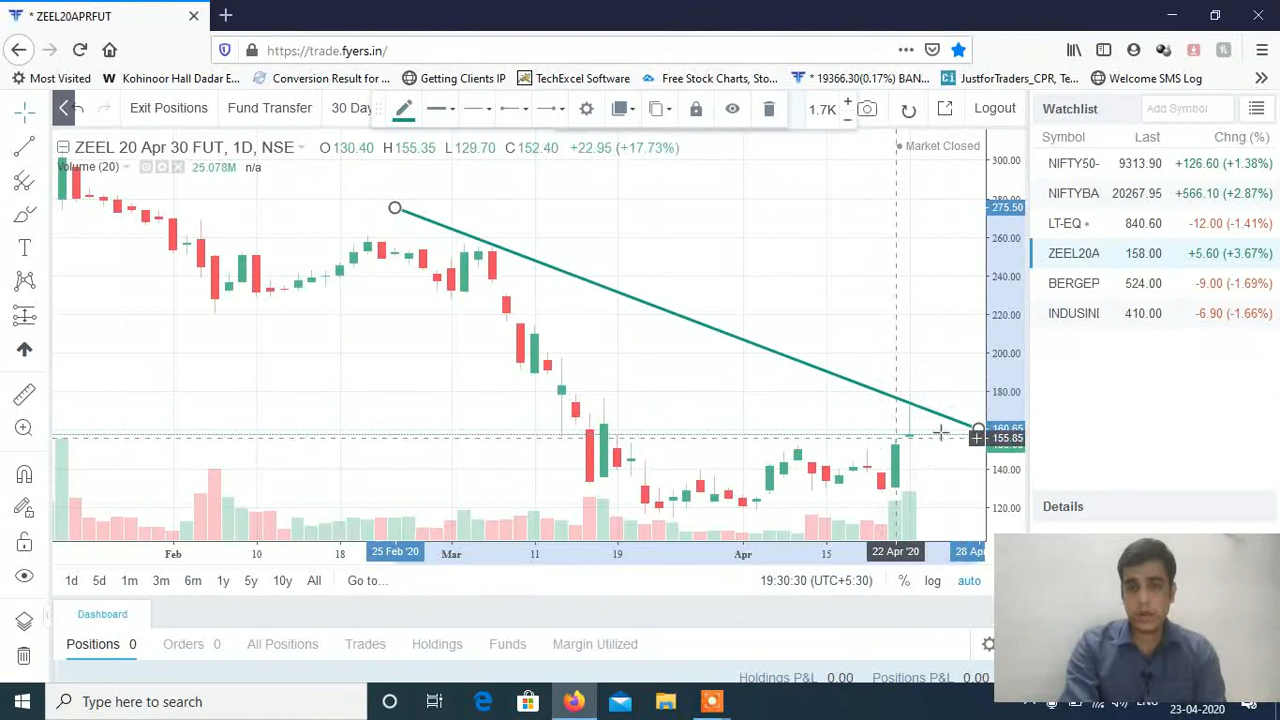 * ZEEL20APRFUT
https://trade.fyers.in/
Most Visited
Kohinoor Hall Dadar E...
Conversion Result for ...
Getting Clients IP
TechExcel Software
Free Stock Charts, Sto...
* 19366.30(0.17%) BAN...
JustforTraders_CPR, Te...
Welcome SMS Log
Exit Positions
Fund Transfer
30 Day
1.7K
Logout
Watchlist
Add Symbol
Symbol Last Chng (%)
NIFTY50- 9313.90 +126.60 (+1.38%)
NIFTYBA 20267.95 +566.10 (+2.87%)
LT-EQ 840.60 -12.00 (-1.41%)
ZEEL20A 158.00 +5.60 (+3.67%)
BERGEP 524.00 -9.00 (-1.69%)
INDUSINI 410.00 -6.90 (-1.66%)
Details
ZEEL 20 Apr 30 FUT, 1D, NSE
O 130.40 H 155.35 L 129.70 C 152.40 +22.95 (+17.73%)
Market Closed
Volume (20)
25.078M n/a
300.00
275.50
260.00
240.00
220.00
200.00
180.00
160.65
155.85
140.00
120.00
Feb 10 18 25 Feb '20 Mar 11 19 Apr 15 22 Apr '20 28 Apr
1d 5d 1m 3m 6m 1y 5y 10y All Go to...
19:30:30 (UTC+5:30) % log auto
Dashboard
Positions 0 Orders 0 All Positions Trades Holdings Funds Margin Utilized
Holdings P&L 0.00 Positions P&L 0.00
Type here to search
ENG
23-04-2020